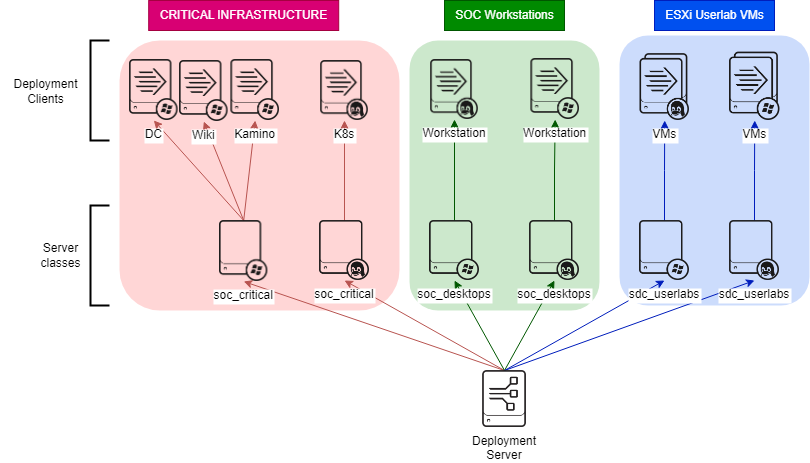 CRITICAL INFRASTRUCTURE
SOC Workstations
ESXi Userlab VMs
Deployment
Clients
DC
Wiki
Kamino
K8s
Workstation
Workstation
VMs
VMs
Server
classes
soc_critical
soc_critical
soc_desktops
soc_desktops
sdc_userlabs
sdc_userlabs
Deployment
Server